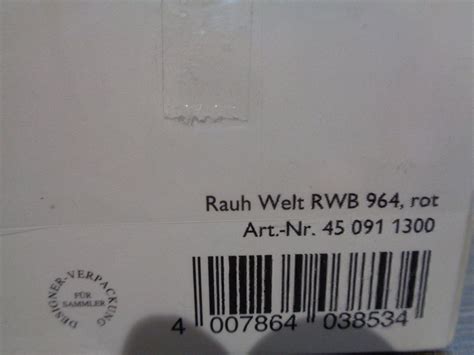 Rauh Welt RWB 964, rot
Art.-Nr. 45 091 1300
DESIGNER-VERPACKUNG
FÜR
SAMMLER
4 007864 038534